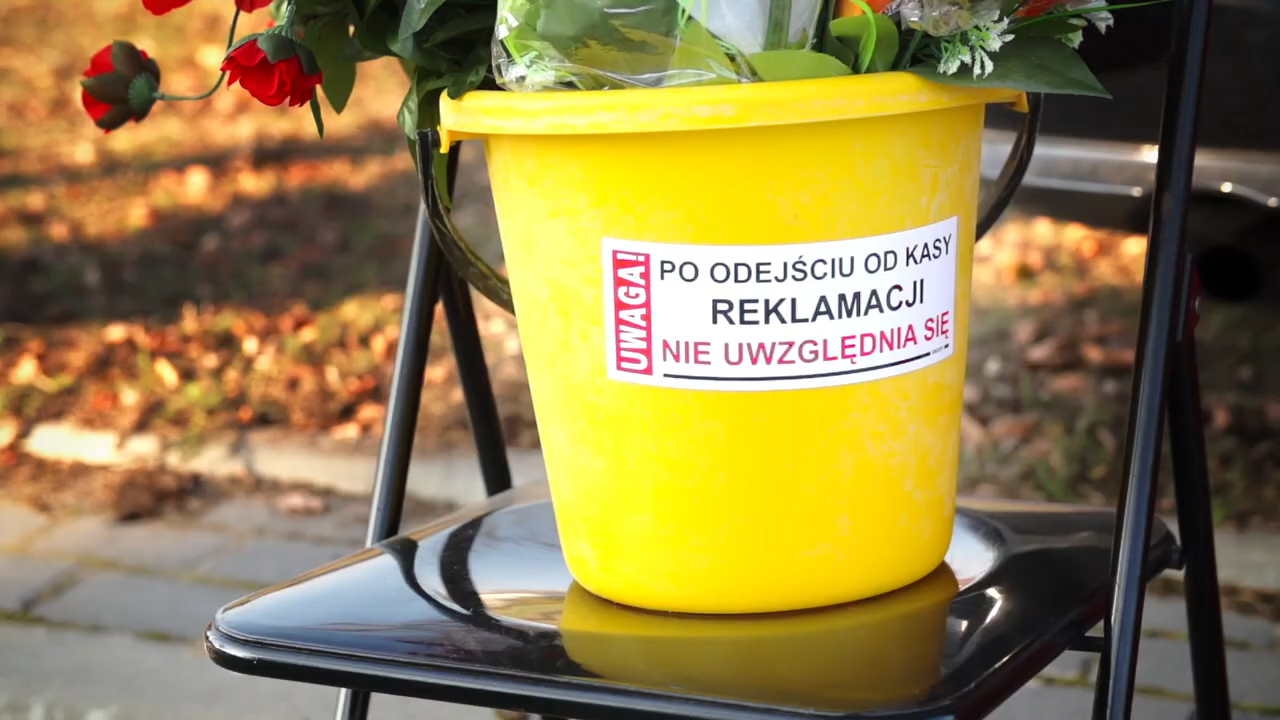 UWAGA!
PO ODEJŚCIU OD KASY
REKLAMACJI
NIE UWZGLĘDNIA SIĘ